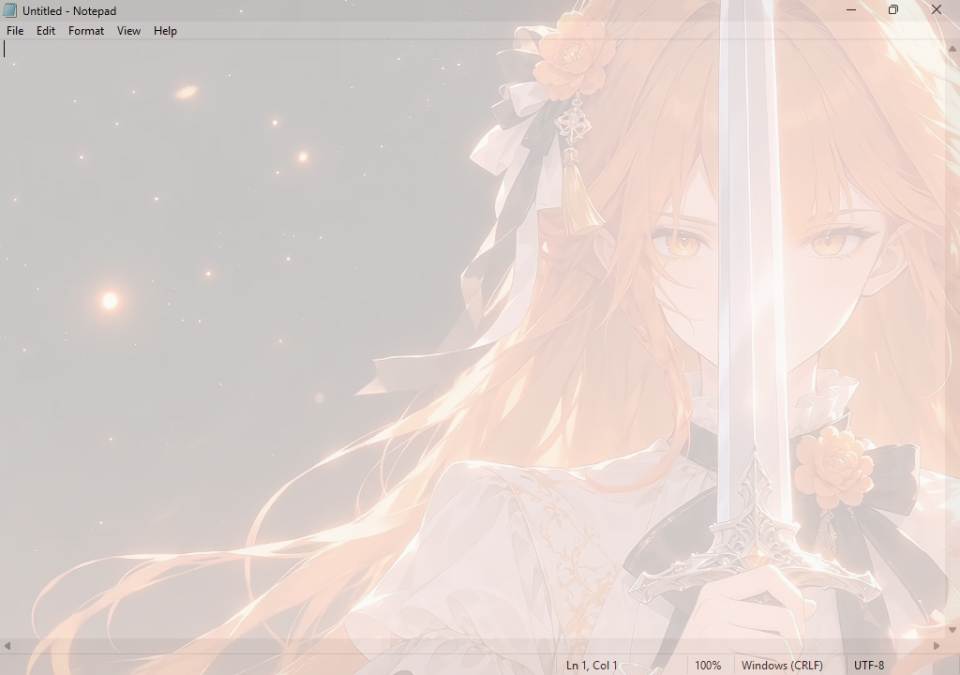 Untitled - Notepad
File Edit Format View Help
Ln 1, Col 1 100% Windows (CRLF) UTF-8